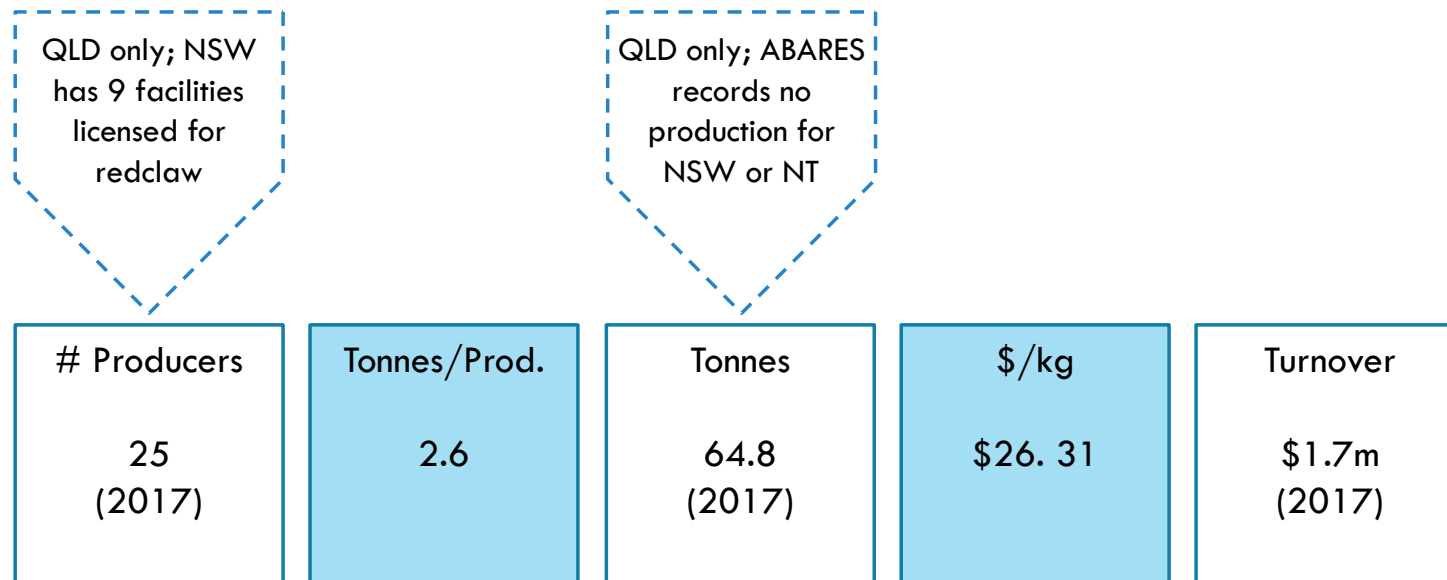 QLD only; NSW
has 9 facilities
licensed for
redclaw
QLD only; ABARES
records no
production for
NSW or NT
# Producers
25
(2017)
Tonnes/Prod.
2.6
Tonnes
64.8
(2017)
$/kg
$26. 31
Turnover
$1.7m
(2017)